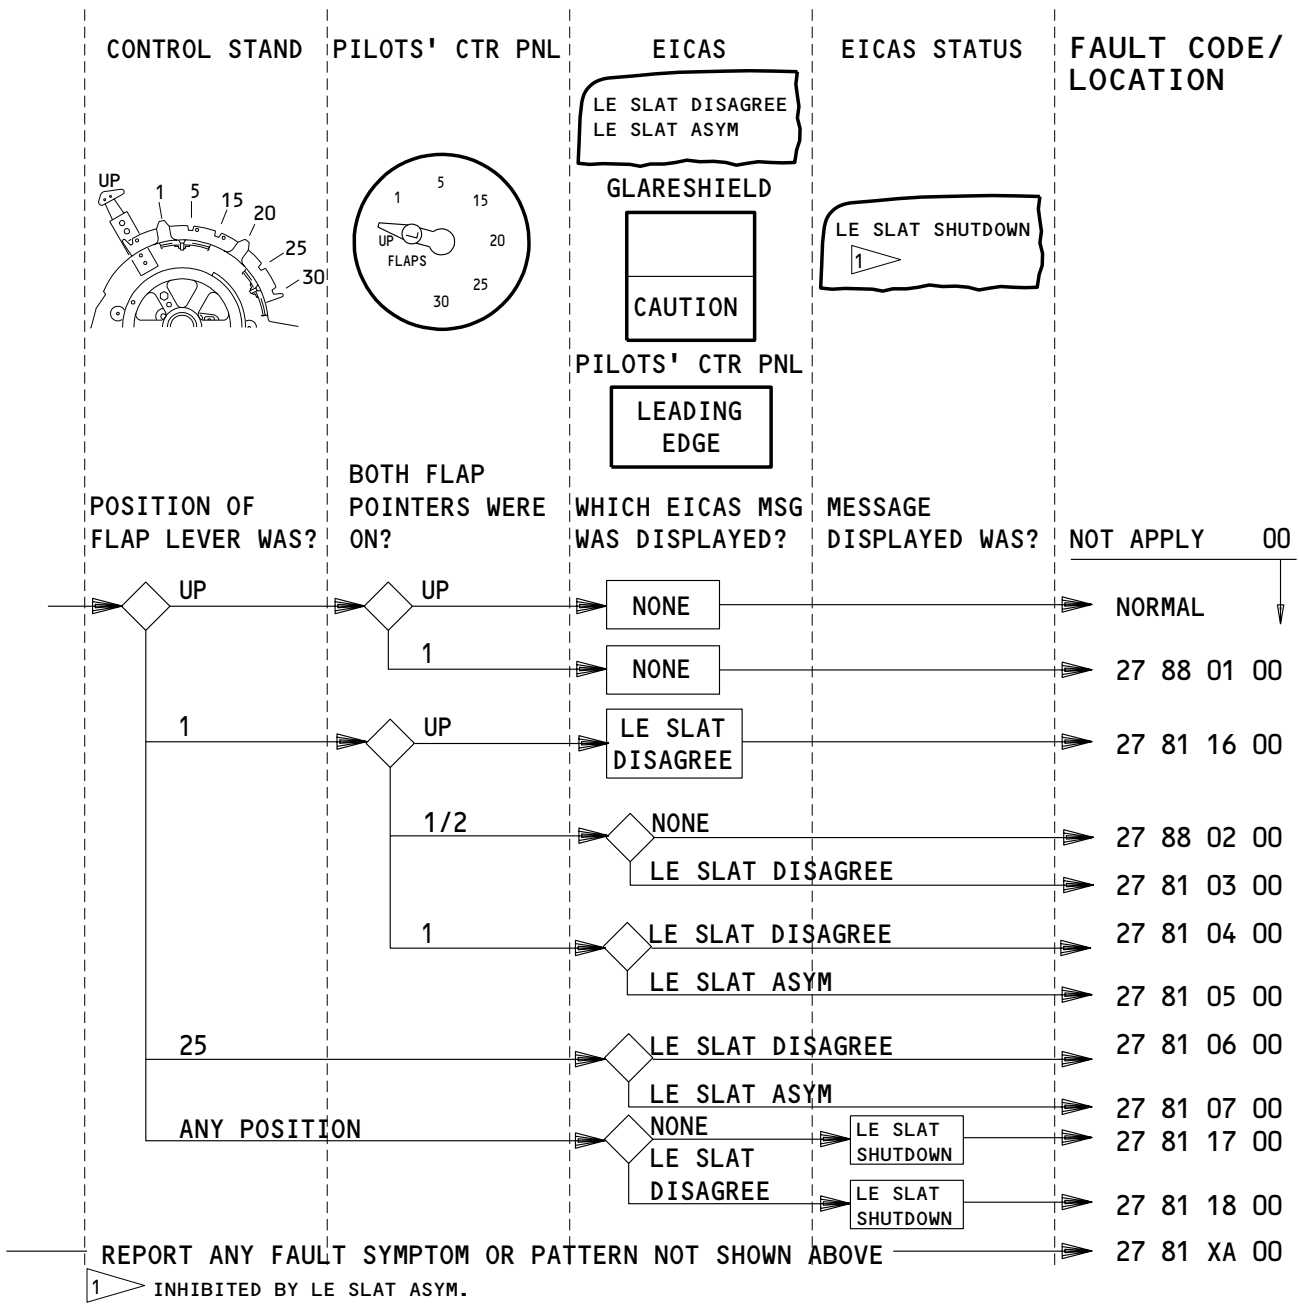 CONTROL STAND
PILOTS' CTR PNL
EICAS
EICAS STATUS
FAULT CODE/
LOCATION
LE SLAT DISAGREE
LE SLAT ASYM
UP
1
5
15
20
25
30
5
1
15
UP
20
FLAPS
25
30
GLARESHIELD
CAUTION
LE SLAT SHUTDOWN
1
PILOTS' CTR PNL
LEADING
EDGE
POSITION OF
FLAP LEVER WAS?
BOTH FLAP
POINTERS WERE
ON?
WHICH EICAS MSG
WAS DISPLAYED?
MESSAGE
DISPLAYED WAS?
NOT APPLY 00
UP
UP
NONE
NORMAL
1
NONE
27 88 01 00
1
UP
LE SLAT
DISAGREE
27 81 16 00
1/2
NONE
27 88 02 00
LE SLAT DISAGREE
27 81 03 00
1
LE SLAT DISAGREE
27 81 04 00
LE SLAT ASYM
27 81 05 00
25
LE SLAT DISAGREE
27 81 06 00
LE SLAT ASYM
27 81 07 00
ANY POSITION
NONE
LE SLAT
SHUTDOWN
27 81 17 00
LE SLAT
DISAGREE
LE SLAT
SHUTDOWN
27 81 18 00
REPORT ANY FAULT SYMPTOM OR PATTERN NOT SHOWN ABOVE
27 81 XA 00
1 INHIBITED BY LE SLAT ASYM.